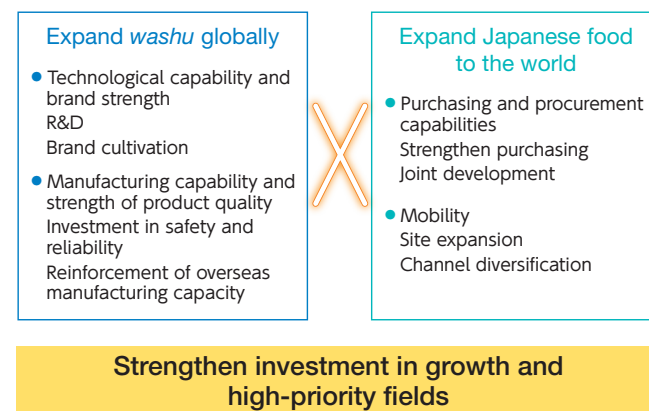 Expand washu globally
• Technological capability and
brand strength
R&D
Brand cultivation
• Manufacturing capability and
strength of product quality
Investment in safety and
reliability
Reinforcement of overseas
manufacturing capacity
Expand Japanese food
to the world
• Purchasing and procurement
capabilities
Strengthen purchasing
Joint development
• Mobility
Site expansion
Channel diversification
Strengthen investment in growth and
high-priority fields